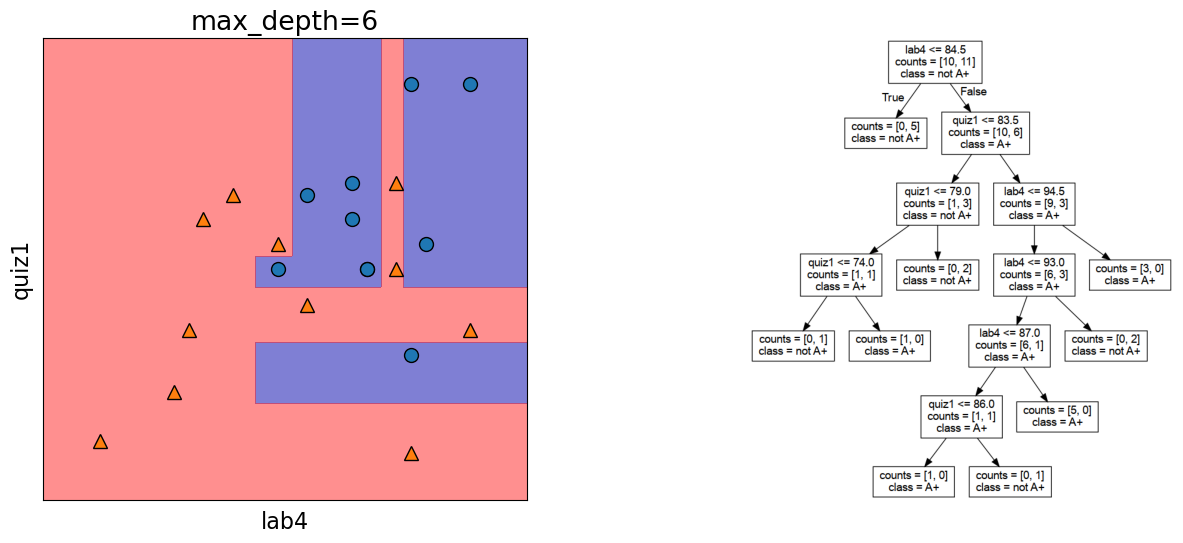 max_depth=6
quiz1
lab4
lab4 <= 84.5
counts = [10, 11]
class = not A+
True
False
counts = [0, 5]
class = not A+
quiz1 <= 83.5
counts = [10, 6]
class = A+
quiz1 <= 79.0
counts = [1, 3]
class = not A+
lab4 <= 94.5
counts = [9, 3]
class = A+
quiz1 <= 74.0
counts = [1, 1]
class = A+
counts = [0, 2]
class = not A+
lab4 <= 93.0
counts = [6, 3]
class = A+
counts = [3, 0]
class = A+
counts = [0, 1]
class = not A+
counts = [1, 0]
class = A+
lab4 <= 87.0
counts = [6, 1]
class = A+
counts = [0, 2]
class = not A+
quiz1 <= 86.0
counts = [1, 1]
class = A+
counts = [5, 0]
class = A+
counts = [1, 0]
class = A+
counts = [0, 1]
class = not A+